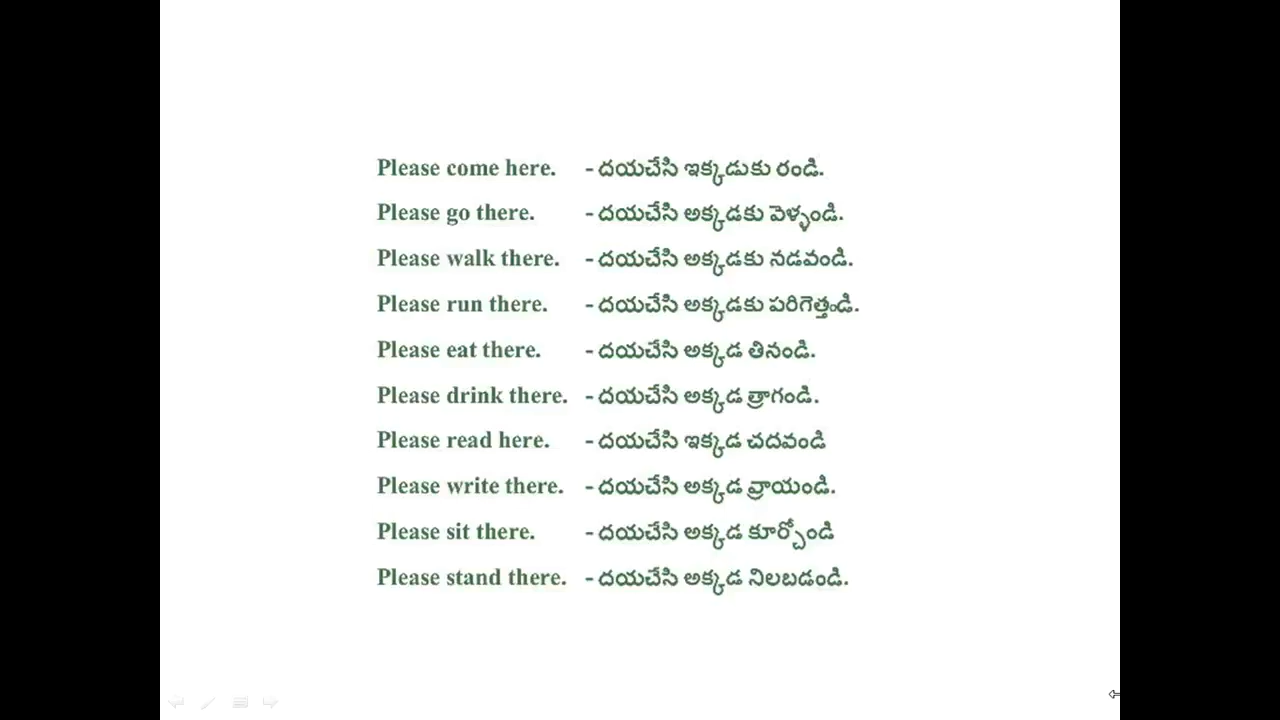 Please come here. - దయచేసి ఇక్కడుకు రండి.
Please go there. - దయచేసి అక్కడకు వెళ్ళండి.
Please walk there. - దయచేసి అక్కడకు నడవండి.
Please run there. - దయచేసి అక్కడకు పరిగెత్తండి.
Please eat there. - దయచేసి అక్కడ తినండి.
Please drink there. - దయచేసి అక్కడ త్రాగండి.
Please read here. - దయచేసి ఇక్కడ చదవండి
Please write there. - దయచేసి అక్కడ వ్రాయండి.
Please sit there. - దయచేసి అక్కడ కూర్చోండి
Please stand there. - దయచేసి అక్కడ నిలబడండి.